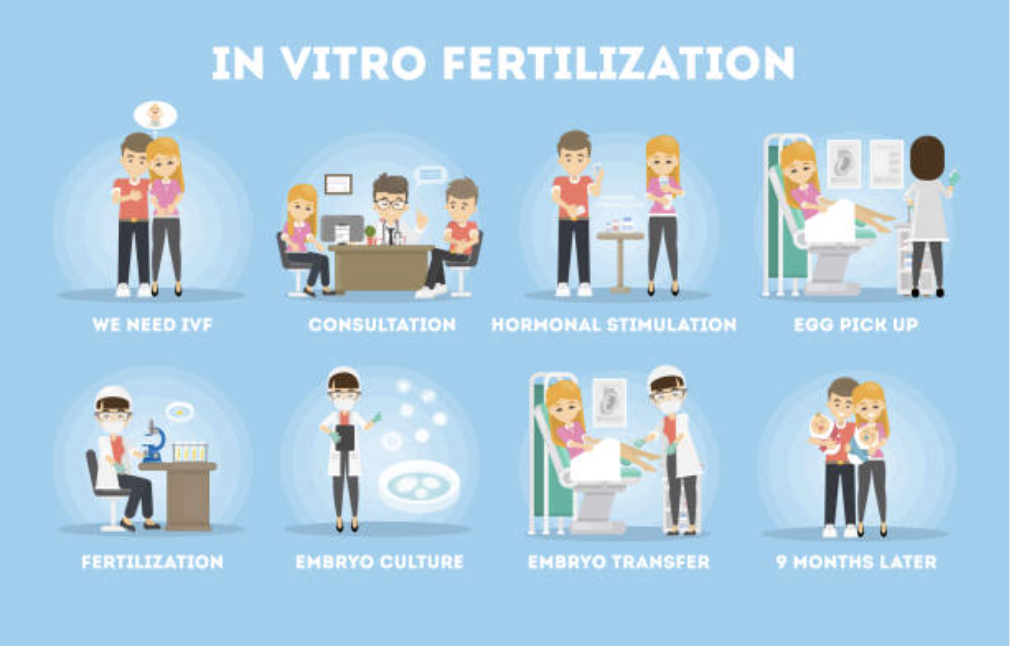 IN VITRO FERTILIZATION
WE NEED IVF
CONSULTATION
HORMONAL STIMULATION
EGG PICK UP
FERTILIZATION
EMBRYO CULTURE
EMBRYO TRANSFER
9 MONTHS LATER